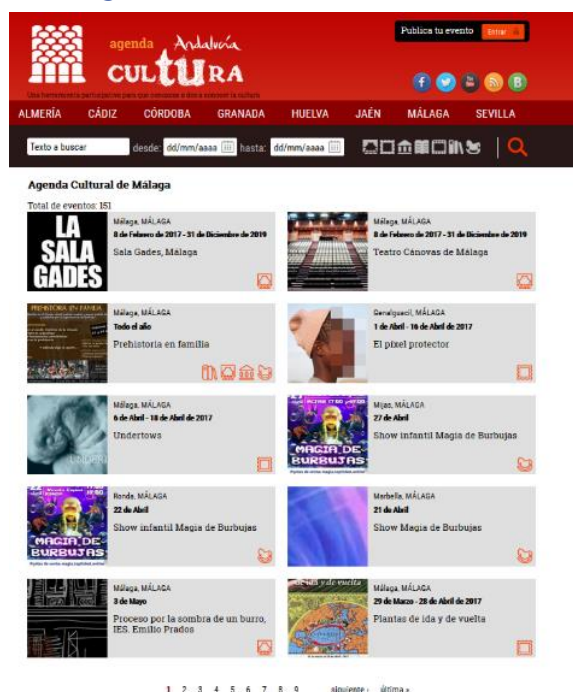 Publica tu evento Entrar
agenda Andalucía
CULTURA
Una herramienta participativa para que conozcas o des a conocer la cultura
ALMERÍA CÁDIZ CÓRDOBA GRANADA HUELVA JAÉN MÁLAGA SEVILLA
Texto a buscar desde: dd/mm/aaaa hasta: dd/mm/aaaa
Agenda Cultural de Málaga
Total de eventos: 151
LA
SALA
GADES
Málaga, MÁLAGA
8 de Febrero de 2017 - 31 de Diciembre de 2019
Sala Gades, Málaga
Málaga, MÁLAGA
8 de Febrero de 2017 - 31 de Diciembre de 2019
Teatro Cánovas de Málaga
PREHISTORIA EN FAMILIA
Málaga, MÁLAGA
Todo el año
Prehistoria en familia
Genalguacil, MÁLAGA
1 de Abril - 16 de Abril de 2017
El píxel protector
Málaga, MÁLAGA
6 de Abril - 18 de Abril de 2017
Undertows
MAGIA DE
BURBUJAS
Mijas, MÁLAGA
27 de Abril
Show infantil Magia de Burbujas
MAGIA DE
BURBUJAS
Ronda, MÁLAGA
22 de Abril
Show infantil Magia de Burbujas
Marbella, MÁLAGA
21 de Abril
Show Magia de Burbujas
Málaga, MÁLAGA
3 de Mayo
Proceso por la sombra de un burro,
IES. Emilio Prados
de ida y de vuelta
Málaga, MÁLAGA
29 de Marzo - 28 de Abril de 2017
Plantas de ida y de vuelta
1 2 3 4 5 6 7 8 9 siguiente › última »